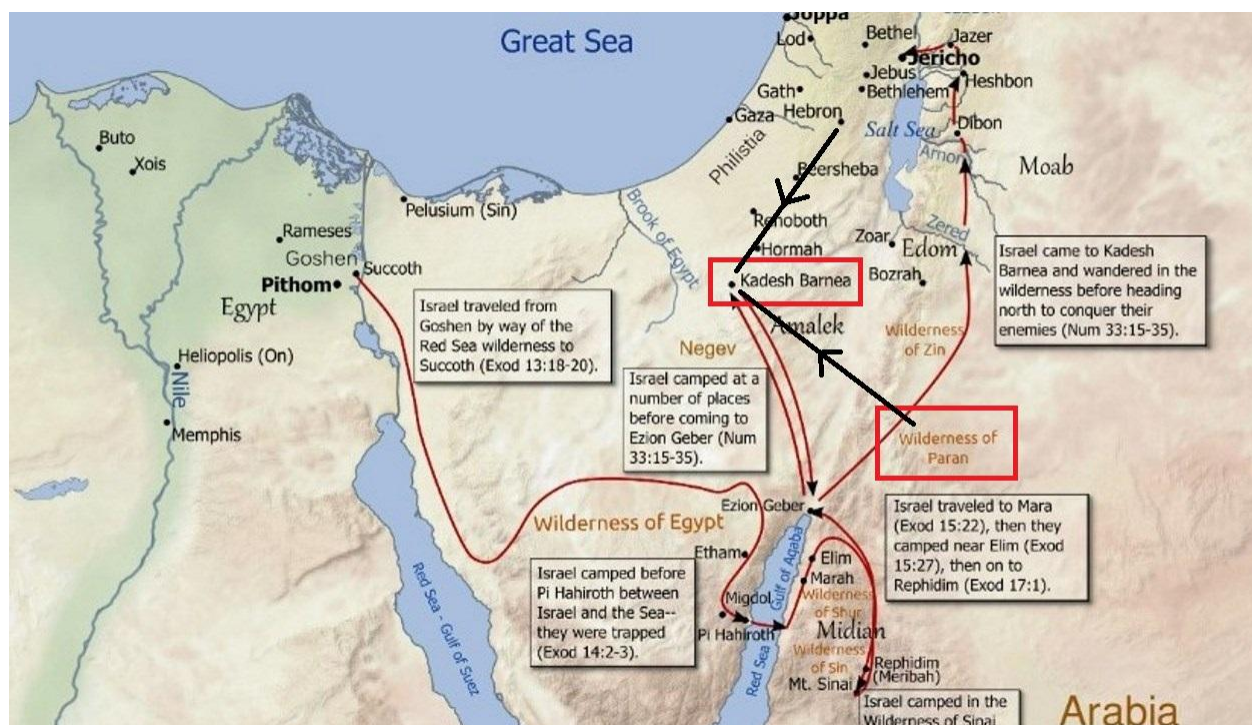 Great Sea
Joppa
Lod
Bethel
Jazer
Jericho
Jebus
Bethlehem
Heshbon
Gath
Hebron
Gaza
Philistia
Salt Sea
Dibon
Arnon
Moab
Buto
Xois
Beersheba
Pelusium (Sin)
Brook of Egypt
Rehoboth
Zered
Rameses
Goshen
Hormah
Zoar
Edom
Succoth
Pithom
Egypt
Kadesh Barnea
Bozrah
Israel came to Kadesh
Barnea and wandered in the
wilderness before heading
north to conquer their
enemies (Num 33:15-35).
Israel traveled from
Goshen by way of the
Red Sea wilderness to
Succoth (Exod 13:18-20).
Amalek
Wilderness
of Zin
Negev
Heliopolis (On)
Nile
Israel camped at a
number of places
before coming to
Ezion Geber (Num
33:15-35).
Memphis
Wilderness of
Paran
Ezion Geber
Wilderness of Egypt
Israel traveled to Mara
(Exod 15:22), then they
camped near Elim (Exod
15:27), then on to
Rephidim (Exod 17:1).
Etham
Gulf of Aqaba
Elim
Marah
Israel camped before
Pi Hahiroth between
Israel and the Sea--
they were trapped
(Exod 14:2-3).
Red Sea - Gulf of Suez
Migdol
Wilderness
of Shur
Pi Hahiroth
Midian
Wilderness
of Sin
Red Sea
Rephidim
(Meribah)
Mt. Sinai
Israel camped in the
Wilderness of Sinai
Arabia